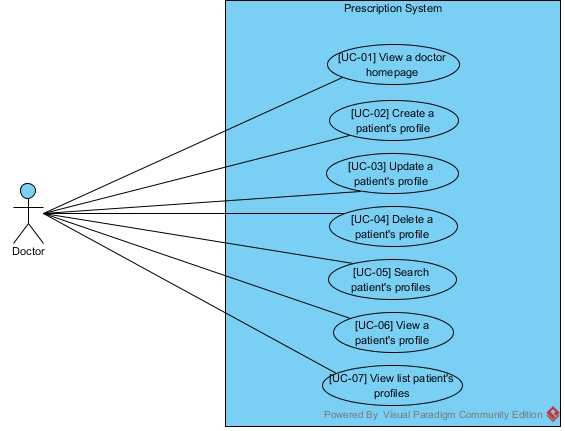 Prescription System
[UC-01] View a doctor
homepage
[UC-02] Create a
patient's profile
[UC-03] Update a
patient's profile
[UC-04] Delete a
patient's profile
Doctor
[UC-05] Search
patient's profiles
[UC-06] View a
patient's profile
[UC-07] View list patient's
profiles
Powered By Visual Paradigm Community Edition